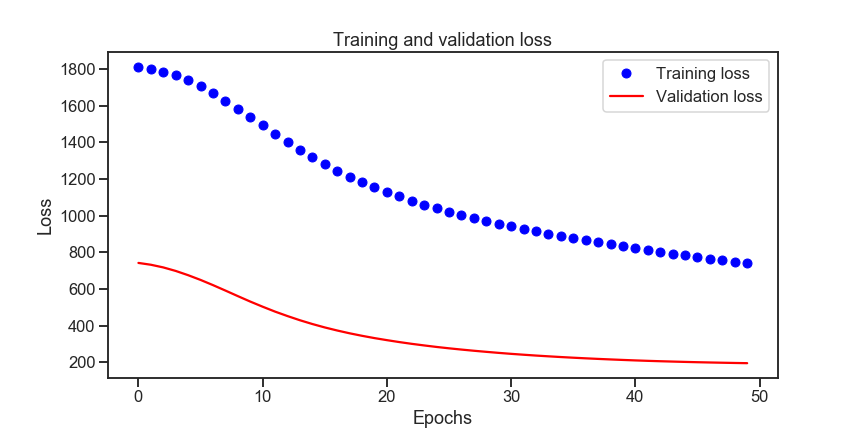 Training and validation loss
Training loss
Validation loss
1800
1600
1400
1200
1000
800
600
400
200
Loss
0 10 20 30 40 50
Epochs